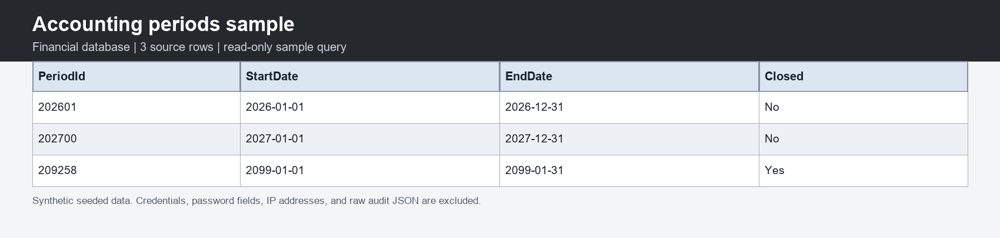 Accounting periods sample
Financial database | 3 source rows | read-only sample query
PeriodId StartDate EndDate Closed
202601 2026-01-01 2026-12-31 No
202700 2027-01-01 2027-12-31 No
209258 2099-01-01 2099-01-31 Yes
Synthetic seeded data. Credentials, password fields, IP addresses, and raw audit JSON are excluded.